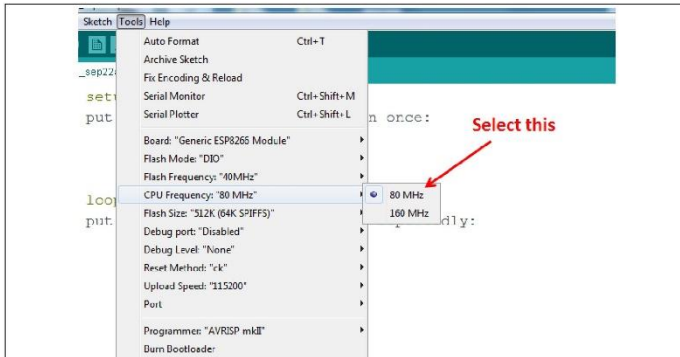 Sketch Tools Help
Auto Format Ctrl+T
Archive Sketch
_sep22
Fix Encoding & Reload
Serial Monitor Ctrl+Shift+M
Serial Plotter Ctrl+Shift+L
put n once:
Select this
Board: "Generic ESP8266 Module"
Flash Mode: "DIO"
Flash Frequency: "40MHz"
CPU Frequency: "80 MHz" 80 MHz
loop
Flash Size: "512K (64K SPIFFS)" 160 MHz
put dly:
Debug port: "Disabled"
Debug Level: "None"
Reset Method: "ck"
Upload Speed: "115200"
Port
Programmer: "AVRISP mkII"
Burn Bootloader